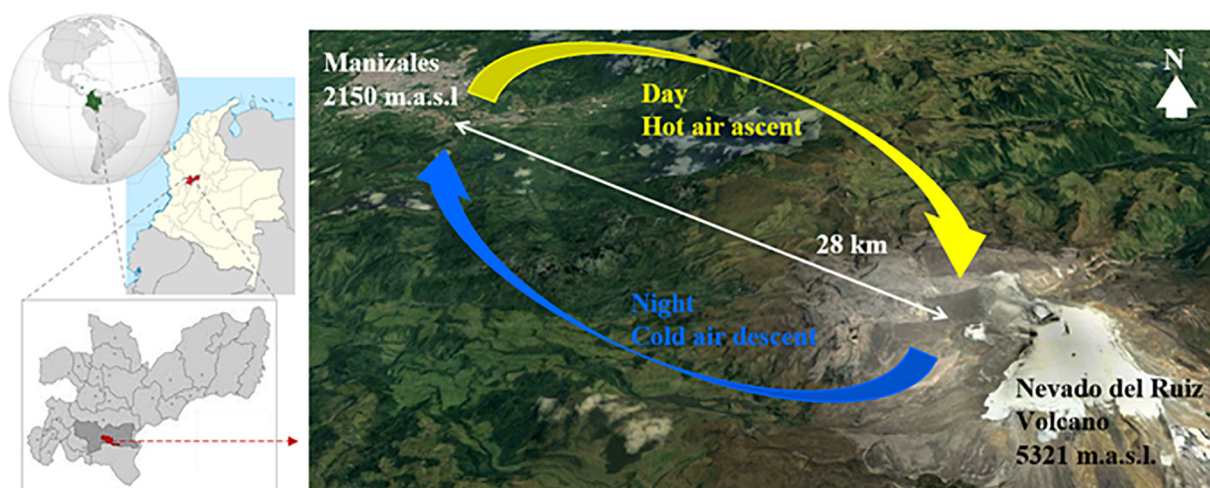 Manizales
2150 m.a.s.l
Day
Hot air ascent
N
28 km
Night
Cold air descent
Nevado del Ruiz
Volcano
5321 m.a.s.l.